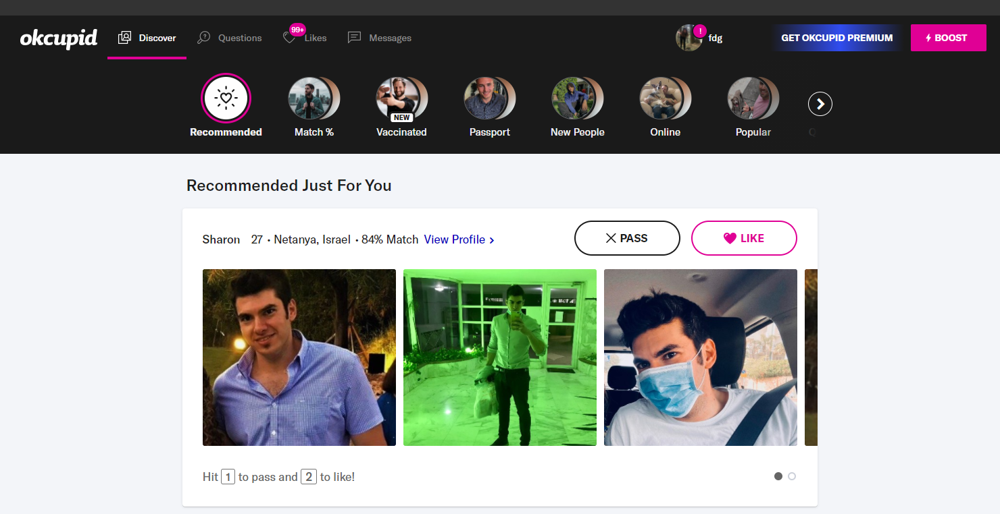 okcupid
Discover
Questions
99+
Likes
Messages
!
fdg
GET OKCUPID PREMIUM
BOOST
Recommended
Match %
NEW
Vaccinated
Passport
New People
Online
Popular
Recommended Just For You
Sharon 27 • Netanya, Israel • 84% Match View Profile ›
PASS
LIKE
Hit 1 to pass and 2 to like!